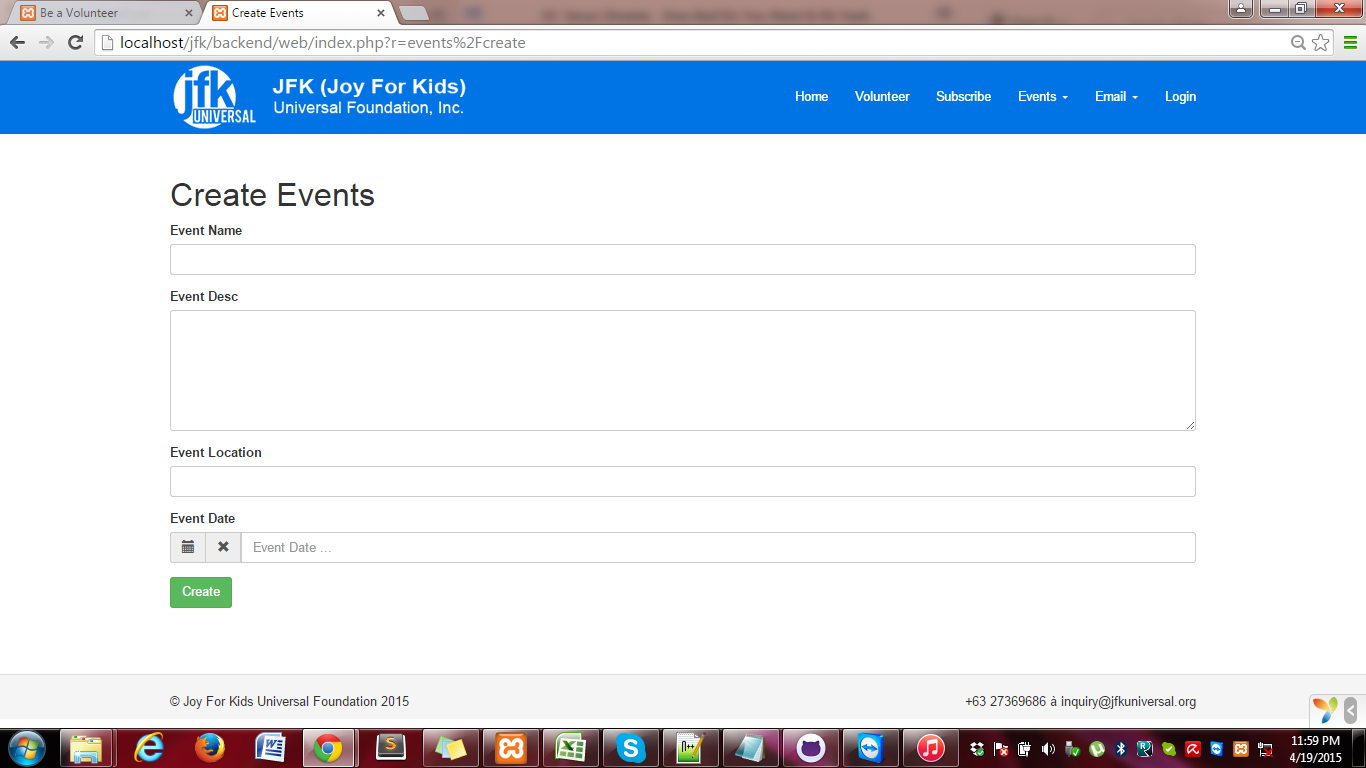 Be a Volunteer
Create Events
localhost/jfk/backend/web/index.php?r=events%2Fcreate
jfk
UNIVERSAL
JFK (Joy For Kids)
Universal Foundation, Inc.
Home Volunteer Subscribe Events Email Login
Create Events
Event Name
Event Desc
Event Location
Event Date
Event Date ...
Create
© Joy For Kids Universal Foundation 2015
+63 27369686 à inquiry@jfkuniversal.org
11:59 PM
4/19/2015